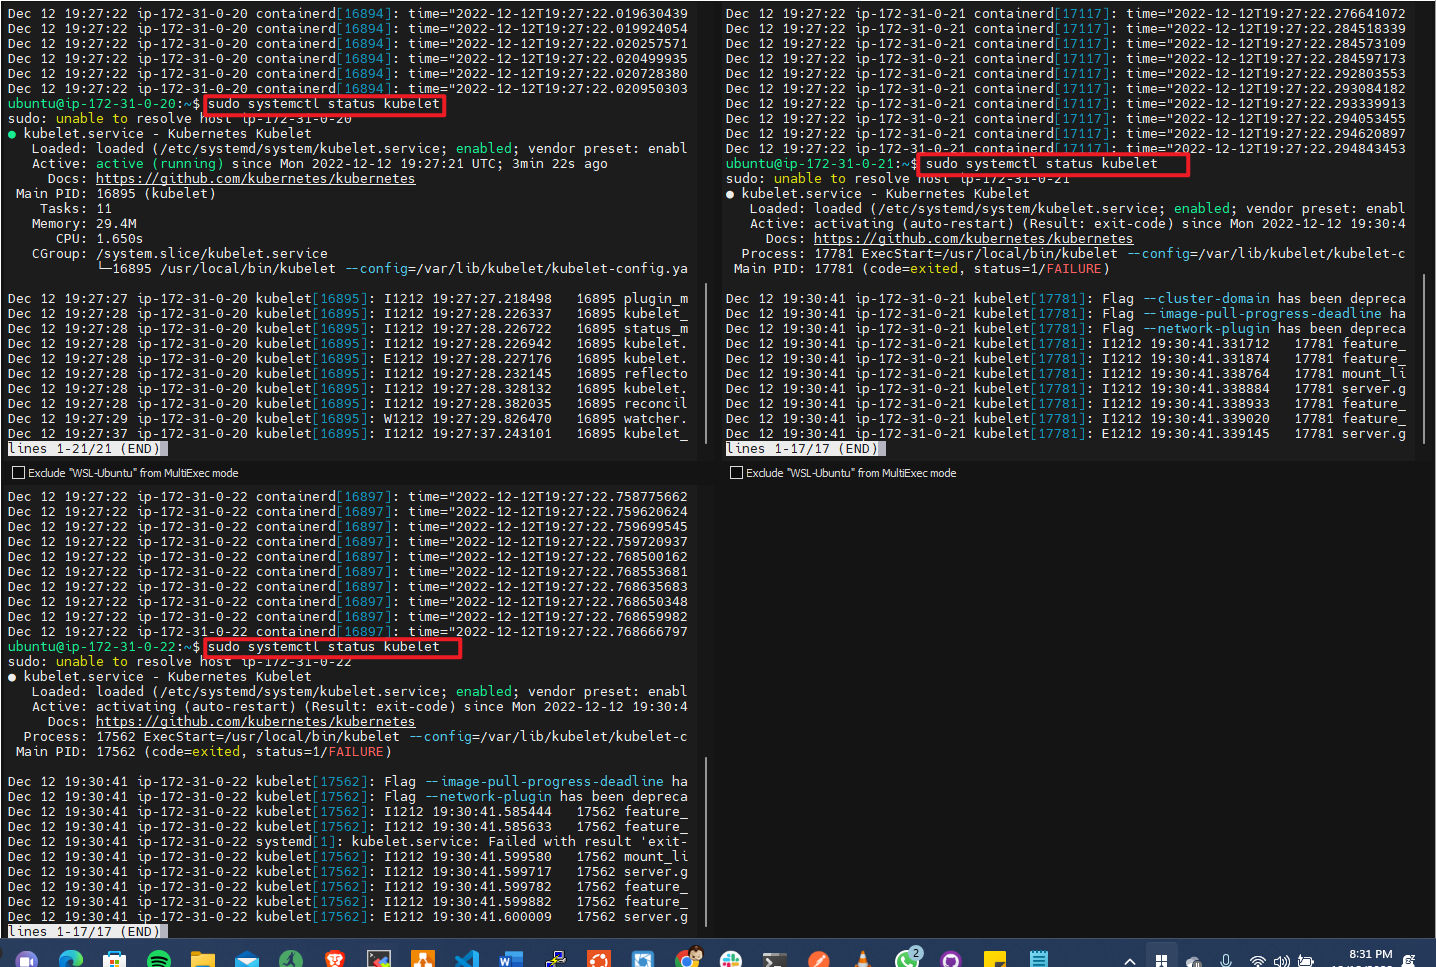 Dec 12 19:27:22 ip-172-31-0-20 containerd[16894]: time="2022-12-12T19:27:22.019630439
Dec 12 19:27:22 ip-172-31-0-20 containerd[16894]: time="2022-12-12T19:27:22.019924054
Dec 12 19:27:22 ip-172-31-0-20 containerd[16894]: time="2022-12-12T19:27:22.020257571
Dec 12 19:27:22 ip-172-31-0-20 containerd[16894]: time="2022-12-12T19:27:22.020499935
Dec 12 19:27:22 ip-172-31-0-20 containerd[16894]: time="2022-12-12T19:27:22.020728380
Dec 12 19:27:22 ip-172-31-0-20 containerd[16894]: time="2022-12-12T19:27:22.020950303
ubuntu@ip-172-31-0-20:~$ sudo systemctl status kubelet
sudo: unable to resolve host ip-172-31-0-20
● kubelet.service - Kubernetes Kubelet
Loaded: loaded (/etc/systemd/system/kubelet.service; enabled; vendor preset: enabl
Active: active (running) since Mon 2022-12-12 19:27:21 UTC; 3min 22s ago
Docs: https://github.com/kubernetes/kubernetes
Main PID: 16895 (kubelet)
Tasks: 11
Memory: 29.4M
CPU: 1.650s
CGroup: /system.slice/kubelet.service
└─16895 /usr/local/bin/kubelet --config=/var/lib/kubelet/kubelet-config.ya
Dec 12 19:27:27 ip-172-31-0-20 kubelet[16895]: I1212 19:27:27.218498 16895 plugin_m
Dec 12 19:27:28 ip-172-31-0-20 kubelet[16895]: I1212 19:27:28.226337 16895 kubelet_
Dec 12 19:27:28 ip-172-31-0-20 kubelet[16895]: I1212 19:27:28.226722 16895 status_m
Dec 12 19:27:28 ip-172-31-0-20 kubelet[16895]: I1212 19:27:28.226942 16895 kubelet.
Dec 12 19:27:28 ip-172-31-0-20 kubelet[16895]: E1212 19:27:28.227176 16895 kubelet.
Dec 12 19:27:28 ip-172-31-0-20 kubelet[16895]: I1212 19:27:28.232145 16895 reflecto
Dec 12 19:27:28 ip-172-31-0-20 kubelet[16895]: I1212 19:27:28.328132 16895 kubelet.
Dec 12 19:27:28 ip-172-31-0-20 kubelet[16895]: I1212 19:27:28.382035 16895 reconcil
Dec 12 19:27:29 ip-172-31-0-20 kubelet[16895]: W1212 19:27:29.826470 16895 watcher.
Dec 12 19:27:37 ip-172-31-0-20 kubelet[16895]: I1212 19:27:37.243101 16895 kubelet_
lines 1-21/21 (END)
Exclude "WSL-Ubuntu" from MultiExec mode
Dec 12 19:27:22 ip-172-31-0-21 containerd[17117]: time="2022-12-12T19:27:22.276641072
Dec 12 19:27:22 ip-172-31-0-21 containerd[17117]: time="2022-12-12T19:27:22.284518339
Dec 12 19:27:22 ip-172-31-0-21 containerd[17117]: time="2022-12-12T19:27:22.284573109
Dec 12 19:27:22 ip-172-31-0-21 containerd[17117]: time="2022-12-12T19:27:22.284597173
Dec 12 19:27:22 ip-172-31-0-21 containerd[17117]: time="2022-12-12T19:27:22.292803553
Dec 12 19:27:22 ip-172-31-0-21 containerd[17117]: time="2022-12-12T19:27:22.293084182
Dec 12 19:27:22 ip-172-31-0-21 containerd[17117]: time="2022-12-12T19:27:22.293339913
Dec 12 19:27:22 ip-172-31-0-21 containerd[17117]: time="2022-12-12T19:27:22.294053455
Dec 12 19:27:22 ip-172-31-0-21 containerd[17117]: time="2022-12-12T19:27:22.294620897
Dec 12 19:27:22 ip-172-31-0-21 containerd[17117]: time="2022-12-12T19:27:22.294843453
ubuntu@ip-172-31-0-21:~$ sudo systemctl status kubelet
sudo: unable to resolve host ip-172-31-0-21
● kubelet.service - Kubernetes Kubelet
Loaded: loaded (/etc/systemd/system/kubelet.service; enabled; vendor preset: enabl
Active: activating (auto-restart) (Result: exit-code) since Mon 2022-12-12 19:30:4
Docs: https://github.com/kubernetes/kubernetes
Process: 17781 ExecStart=/usr/local/bin/kubelet --config=/var/lib/kubelet/kubelet-c
Main PID: 17781 (code=exited, status=1/FAILURE)
Dec 12 19:30:41 ip-172-31-0-21 kubelet[17781]: Flag --cluster-domain has been depreca
Dec 12 19:30:41 ip-172-31-0-21 kubelet[17781]: Flag --image-pull-progress-deadline ha
Dec 12 19:30:41 ip-172-31-0-21 kubelet[17781]: Flag --network-plugin has been depreca
Dec 12 19:30:41 ip-172-31-0-21 kubelet[17781]: I1212 19:30:41.331712 17781 feature_
Dec 12 19:30:41 ip-172-31-0-21 kubelet[17781]: I1212 19:30:41.331874 17781 feature_
Dec 12 19:30:41 ip-172-31-0-21 kubelet[17781]: I1212 19:30:41.338764 17781 mount_li
Dec 12 19:30:41 ip-172-31-0-21 kubelet[17781]: I1212 19:30:41.338884 17781 server.g
Dec 12 19:30:41 ip-172-31-0-21 kubelet[17781]: I1212 19:30:41.338933 17781 feature_
Dec 12 19:30:41 ip-172-31-0-21 kubelet[17781]: I1212 19:30:41.339020 17781 feature_
Dec 12 19:30:41 ip-172-31-0-21 kubelet[17781]: E1212 19:30:41.339145 17781 server.g
lines 1-17/17 (END)
Exclude "WSL-Ubuntu" from MultiExec mode
Dec 12 19:27:22 ip-172-31-0-22 containerd[16897]: time="2022-12-12T19:27:22.758775662
Dec 12 19:27:22 ip-172-31-0-22 containerd[16897]: time="2022-12-12T19:27:22.759620624
Dec 12 19:27:22 ip-172-31-0-22 containerd[16897]: time="2022-12-12T19:27:22.759699545
Dec 12 19:27:22 ip-172-31-0-22 containerd[16897]: time="2022-12-12T19:27:22.759720937
Dec 12 19:27:22 ip-172-31-0-22 containerd[16897]: time="2022-12-12T19:27:22.768500162
Dec 12 19:27:22 ip-172-31-0-22 containerd[16897]: time="2022-12-12T19:27:22.768553681
Dec 12 19:27:22 ip-172-31-0-22 containerd[16897]: time="2022-12-12T19:27:22.768635683
Dec 12 19:27:22 ip-172-31-0-22 containerd[16897]: time="2022-12-12T19:27:22.768650348
Dec 12 19:27:22 ip-172-31-0-22 containerd[16897]: time="2022-12-12T19:27:22.768659982
Dec 12 19:27:22 ip-172-31-0-22 containerd[16897]: time="2022-12-12T19:27:22.768666797
ubuntu@ip-172-31-0-22:~$ sudo systemctl status kubelet
sudo: unable to resolve host ip-172-31-0-22
● kubelet.service - Kubernetes Kubelet
Loaded: loaded (/etc/systemd/system/kubelet.service; enabled; vendor preset: enabl
Active: activating (auto-restart) (Result: exit-code) since Mon 2022-12-12 19:30:4
Docs: https://github.com/kubernetes/kubernetes
Process: 17562 ExecStart=/usr/local/bin/kubelet --config=/var/lib/kubelet/kubelet-c
Main PID: 17562 (code=exited, status=1/FAILURE)
Dec 12 19:30:41 ip-172-31-0-22 kubelet[17562]: Flag --image-pull-progress-deadline ha
Dec 12 19:30:41 ip-172-31-0-22 kubelet[17562]: Flag --network-plugin has been depreca
Dec 12 19:30:41 ip-172-31-0-22 kubelet[17562]: I1212 19:30:41.585444 17562 feature_
Dec 12 19:30:41 ip-172-31-0-22 kubelet[17562]: I1212 19:30:41.585633 17562 feature_
Dec 12 19:30:41 ip-172-31-0-22 systemd[1]: kubelet.service: Failed with result 'exit-
Dec 12 19:30:41 ip-172-31-0-22 kubelet[17562]: I1212 19:30:41.599580 17562 mount_li
Dec 12 19:30:41 ip-172-31-0-22 kubelet[17562]: I1212 19:30:41.599717 17562 server.g
Dec 12 19:30:41 ip-172-31-0-22 kubelet[17562]: I1212 19:30:41.599782 17562 feature_
Dec 12 19:30:41 ip-172-31-0-22 kubelet[17562]: I1212 19:30:41.599882 17562 feature_
Dec 12 19:30:41 ip-172-31-0-22 kubelet[17562]: E1212 19:30:41.600009 17562 server.g
lines 1-17/17 (END)
2
8:31 PM